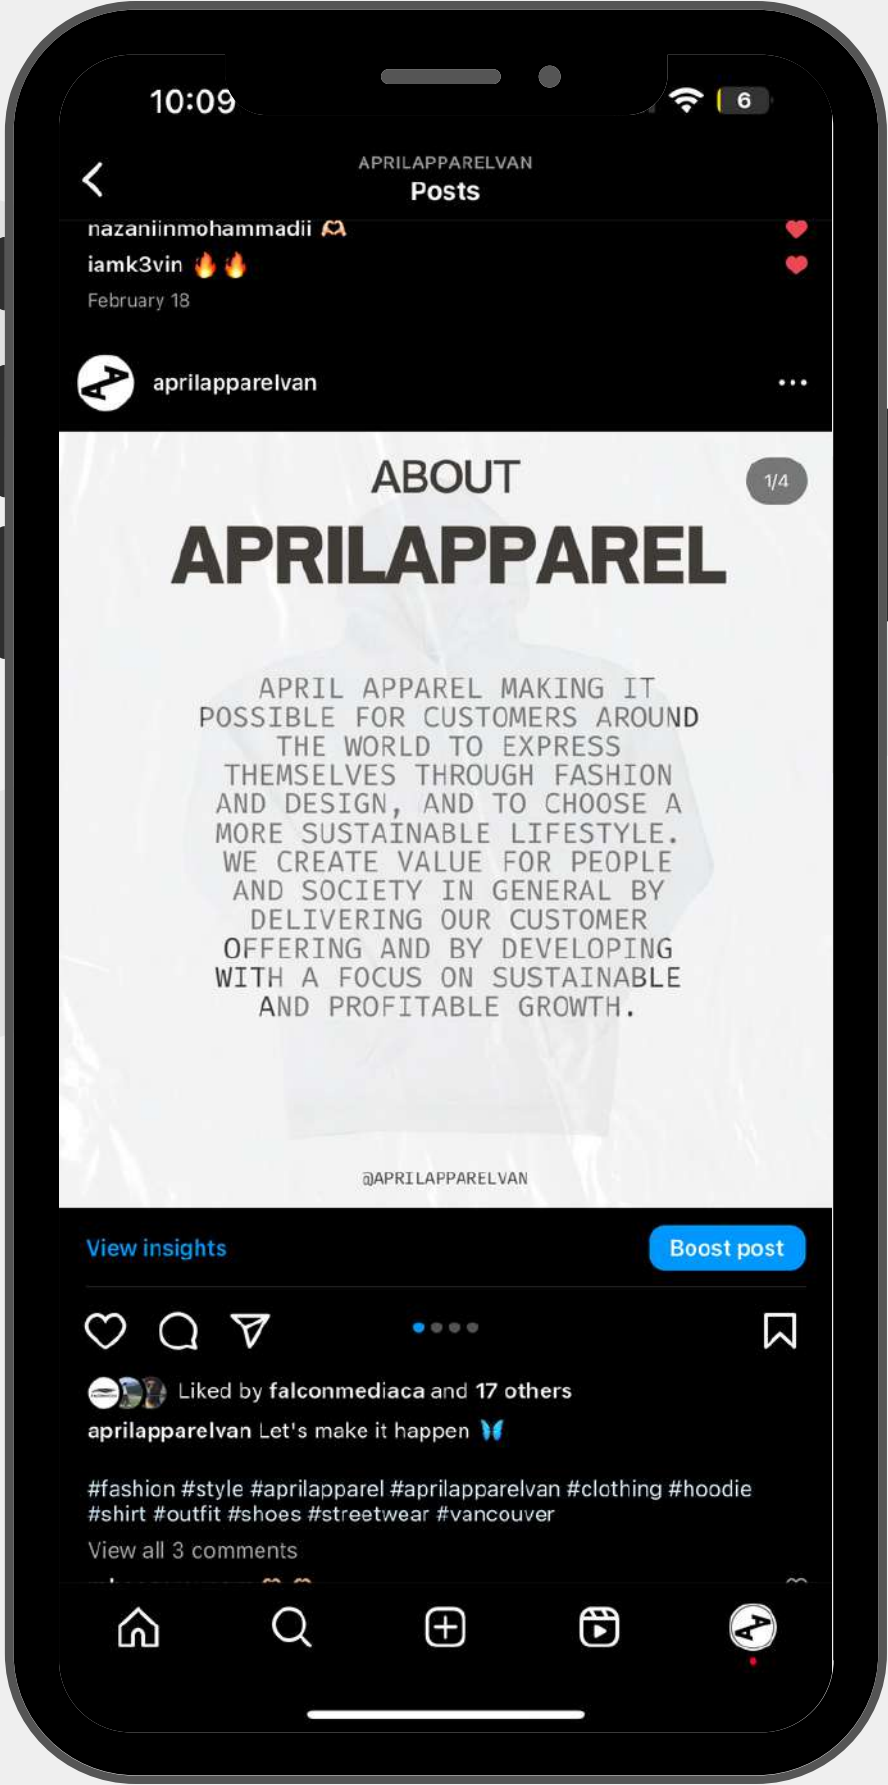 10:09
6
APRILAPPARELVAN
Posts
nazaniinmohammadii 🫶🏼
iamk3vin 🔥🔥
February 18
aprilapparelvan
ABOUT
1/4
APRILAPPAREL
APRIL APPAREL MAKING IT
POSSIBLE FOR CUSTOMERS AROUND
THE WORLD TO EXPRESS
THEMSELVES THROUGH FASHION
AND DESIGN, AND TO CHOOSE A
MORE SUSTAINABLE LIFESTYLE.
WE CREATE VALUE FOR PEOPLE
AND SOCIETY IN GENERAL BY
DELIVERING OUR CUSTOMER
OFFERING AND BY DEVELOPING
WITH A FOCUS ON SUSTAINABLE
AND PROFITABLE GROWTH.
@APRILAPPARELVAN
View insights
Boost post
Liked by falconmediaca and 17 others
aprilapparelvan Let's make it happen 🦋
#fashion #style #aprilapparel #aprilapparelvan #clothing #hoodie
#shirt #outfit #shoes #streetwear #vancouver
View all 3 comments